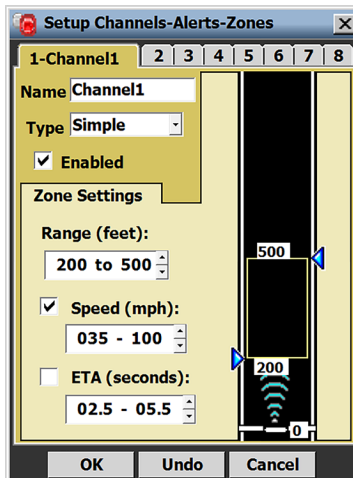 Setup Channels-Alerts-Zones
1-Channel1 2 3 4 5 6 7 8
Name Channel1
Type Simple
Enabled
Zone Settings
Range (feet):
200 to 500
Speed (mph):
035 - 100
ETA (seconds):
02.5 - 05.5
500
200
0
OK Undo Cancel